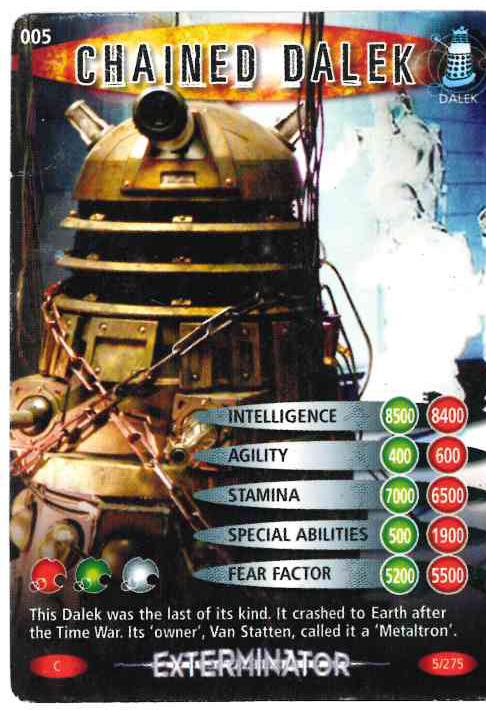 005
CHAINED DALEK
DALEK
INTELLIGENCE 8500 8400
AGILITY 400 600
STAMINA 7000 6500
SPECIAL ABILITIES 500 1900
FEAR FACTOR 5200 5500
This Dalek was the last of its kind. It crashed to Earth after
the Time War. Its ‘owner’, Van Statten, called it a ‘Metaltron’.
C EXTERMINATOR 5/275